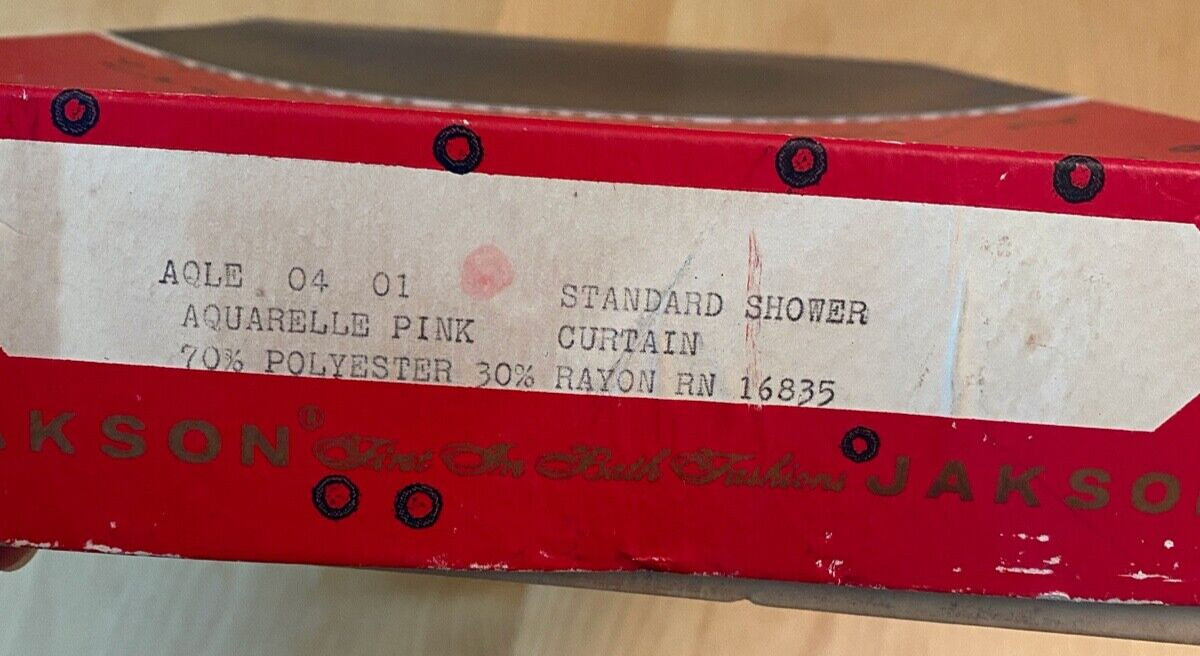 AQLE 04 01 STANDARD SHOWER
AQUARELLE PINK CURTAIN
70% POLYESTER 30% RAYON RN 16835
AKSON® First In Bath Fashions JAKSO